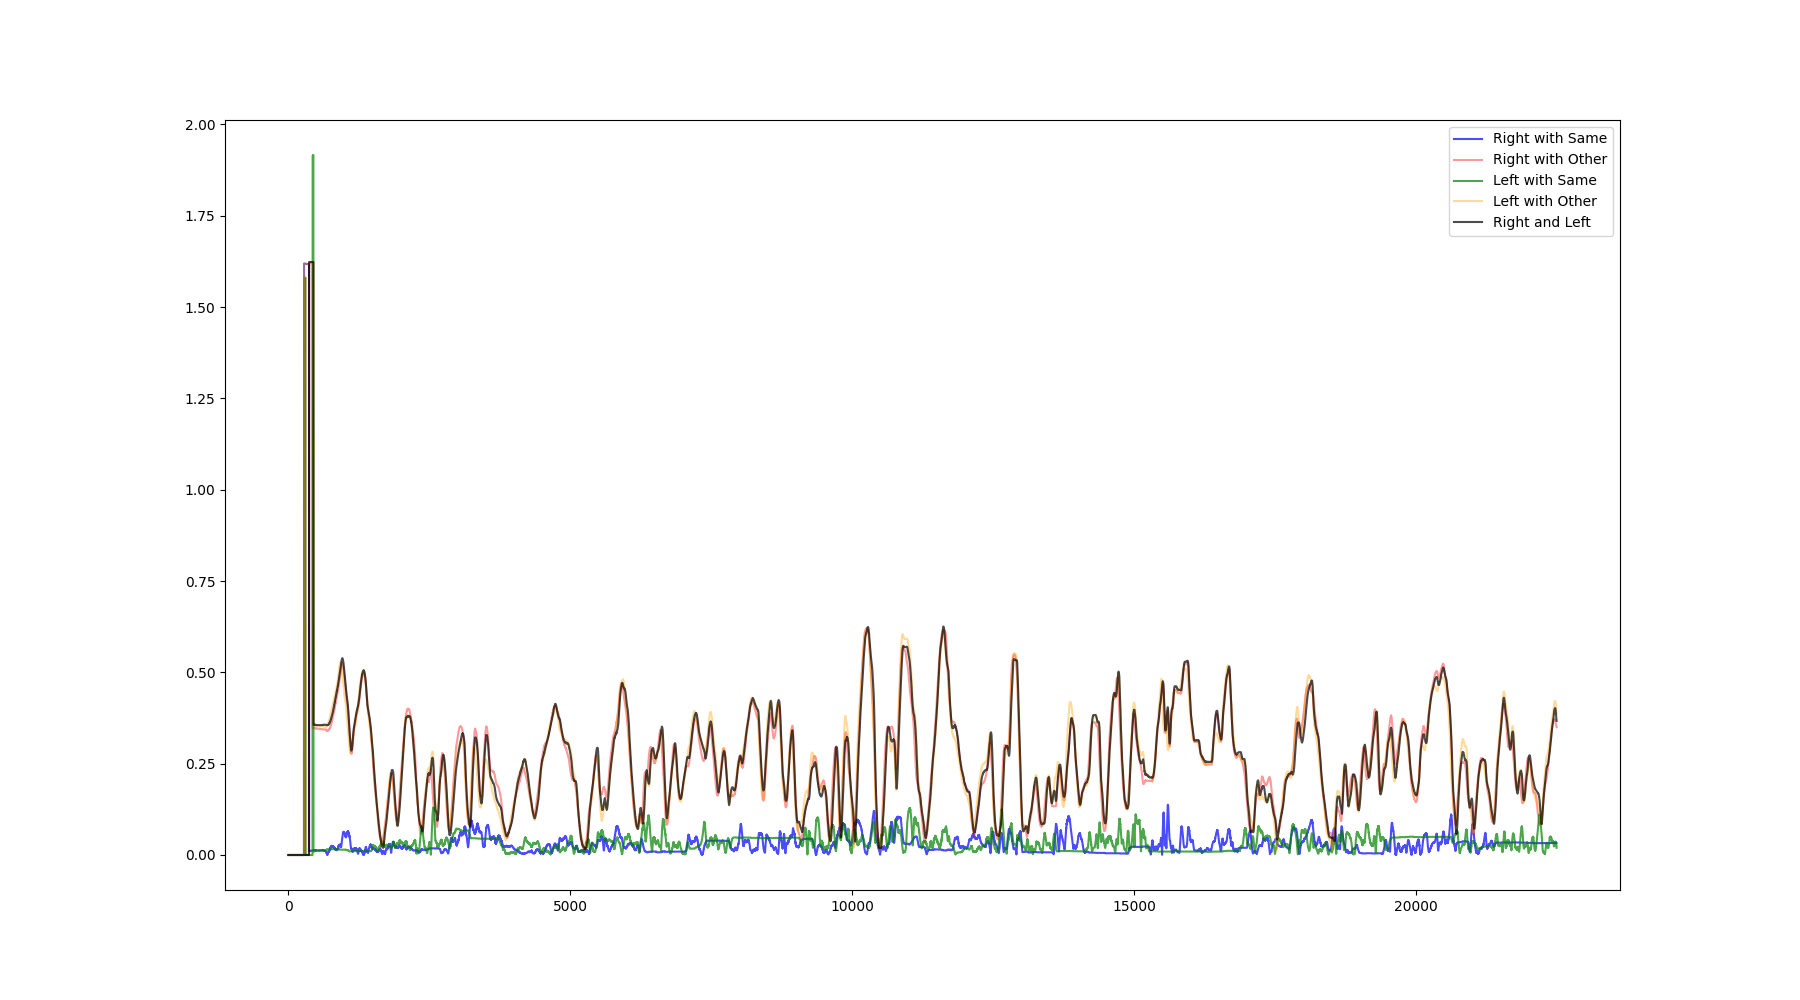 2.00
1.75
1.50
1.25
1.00
0.75
0.50
0.25
0.00
0
5000
10000
15000
20000
Right with Same
Right with Other
Left with Same
Left with Other
Right and Left